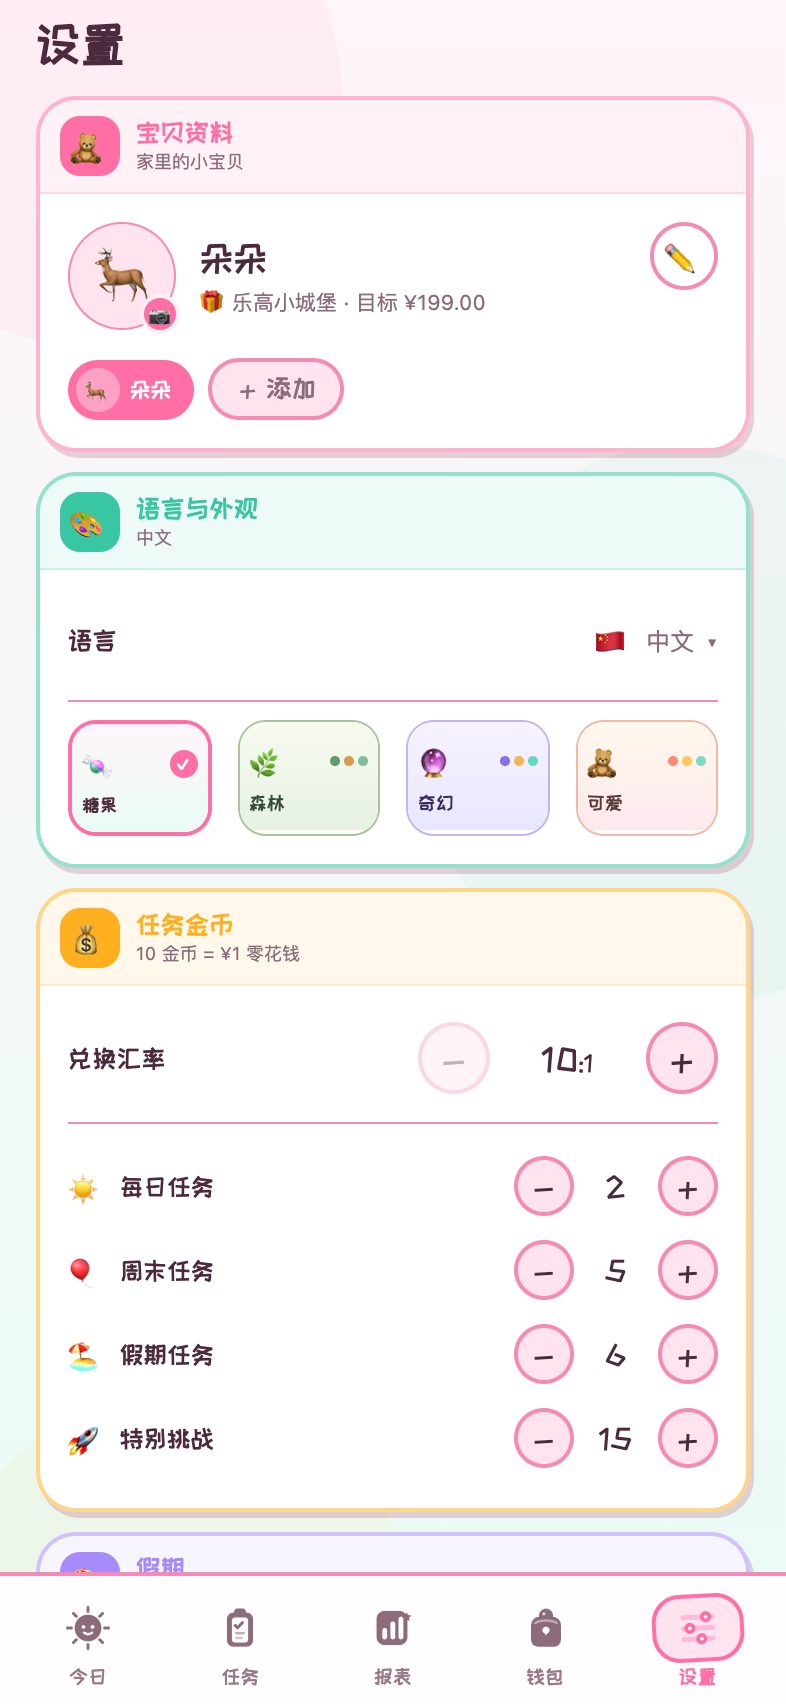 设置
宝贝资料
家里的小宝贝
朵朵
乐高小城堡 · 目标 ¥199.00
朵朵
+ 添加
语言与外观
中文
语言
中文 ▾
糖果
森林
奇幻
可爱
任务金币
10 金币 = ¥1 零花钱
兑换汇率
− 10:1 +
每日任务 − 2 +
周末任务 − 5 +
假期任务 − 6 +
特别挑战 − 15 +
假期
今日
任务
报表
钱包
设置